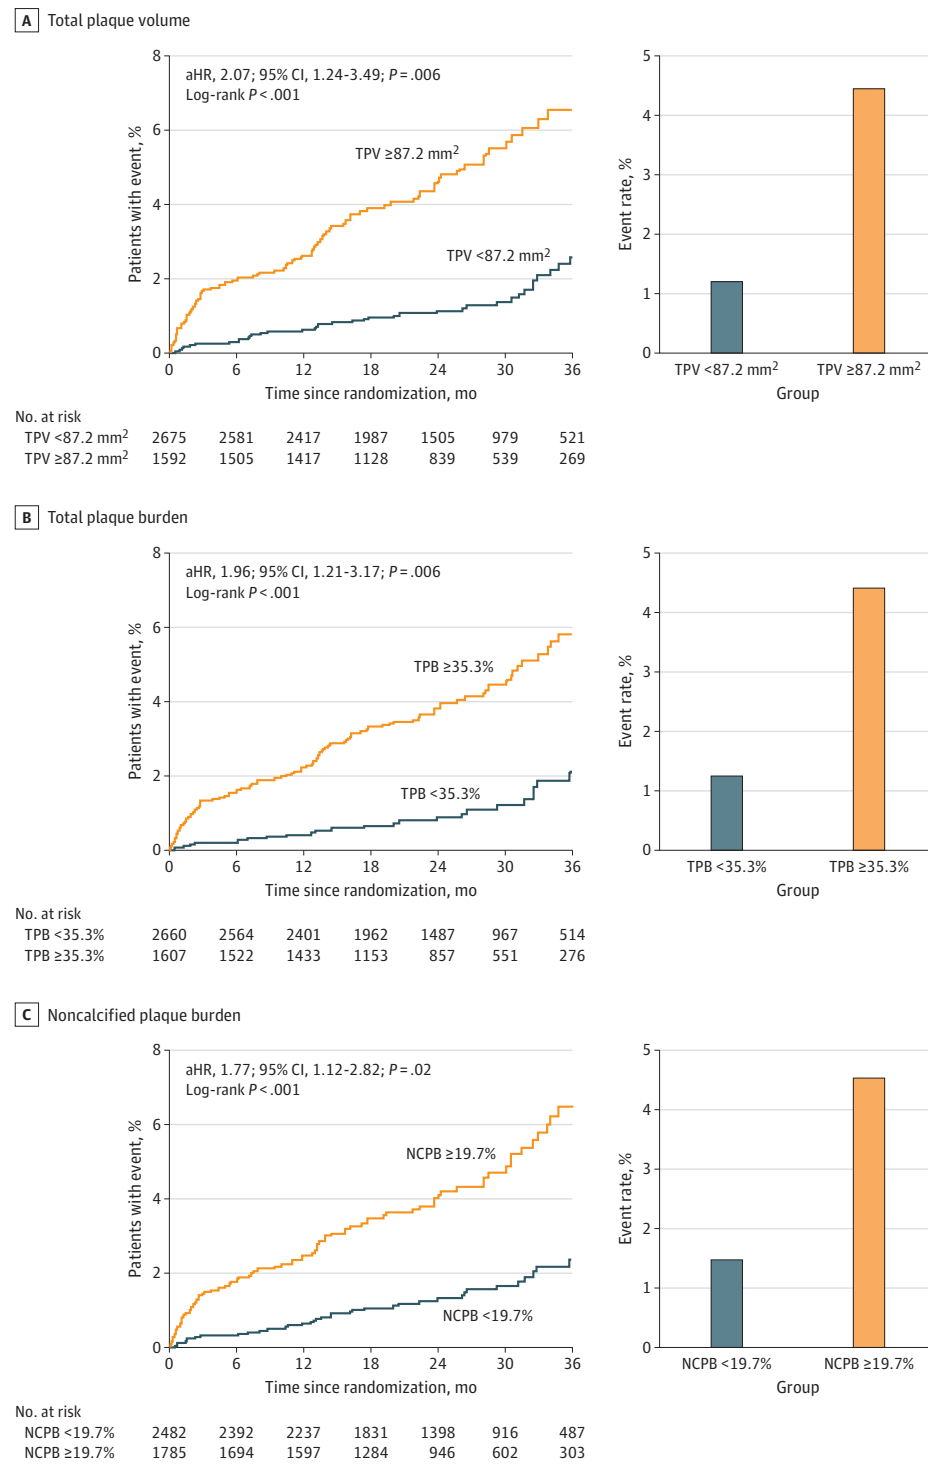 A Total plaque volume
8
6
4
2
0
Patients with event, %
aHR, 2.07; 95% CI, 1.24-3.49; P = .006
Log-rank P < .001
TPV ≥87.2 mm²
TPV <87.2 mm²
0 6 12 18 24 30 36
Time since randomization, mo
No. at risk
TPV <87.2 mm² 2675 2581 2417 1987 1505 979 521
TPV ≥87.2 mm² 1592 1505 1417 1128 839 539 269
5
4
3
2
1
0
Event rate, %
TPV <87.2 mm² TPV ≥87.2 mm²
Group
B Total plaque burden
8
6
4
2
0
Patients with event, %
aHR, 1.96; 95% CI, 1.21-3.17; P = .006
Log-rank P < .001
TPB ≥35.3%
TPB <35.3%
0 6 12 18 24 30 36
Time since randomization, mo
No. at risk
TPB <35.3% 2660 2564 2401 1962 1487 967 514
TPB ≥35.3% 1607 1522 1433 1153 857 551 276
5
4
3
2
1
0
Event rate, %
TPB <35.3% TPB ≥35.3%
Group
C Noncalcified plaque burden
8
6
4
2
0
Patients with event, %
aHR, 1.77; 95% CI, 1.12-2.82; P = .02
Log-rank P < .001
NCPB ≥19.7%
NCPB <19.7%
0 6 12 18 24 30 36
Time since randomization, mo
No. at risk
NCPB <19.7% 2482 2392 2237 1831 1398 916 487
NCPB ≥19.7% 1785 1694 1597 1284 946 602 303
5
4
3
2
1
0
Event rate, %
NCPB <19.7% NCPB ≥19.7%
Group